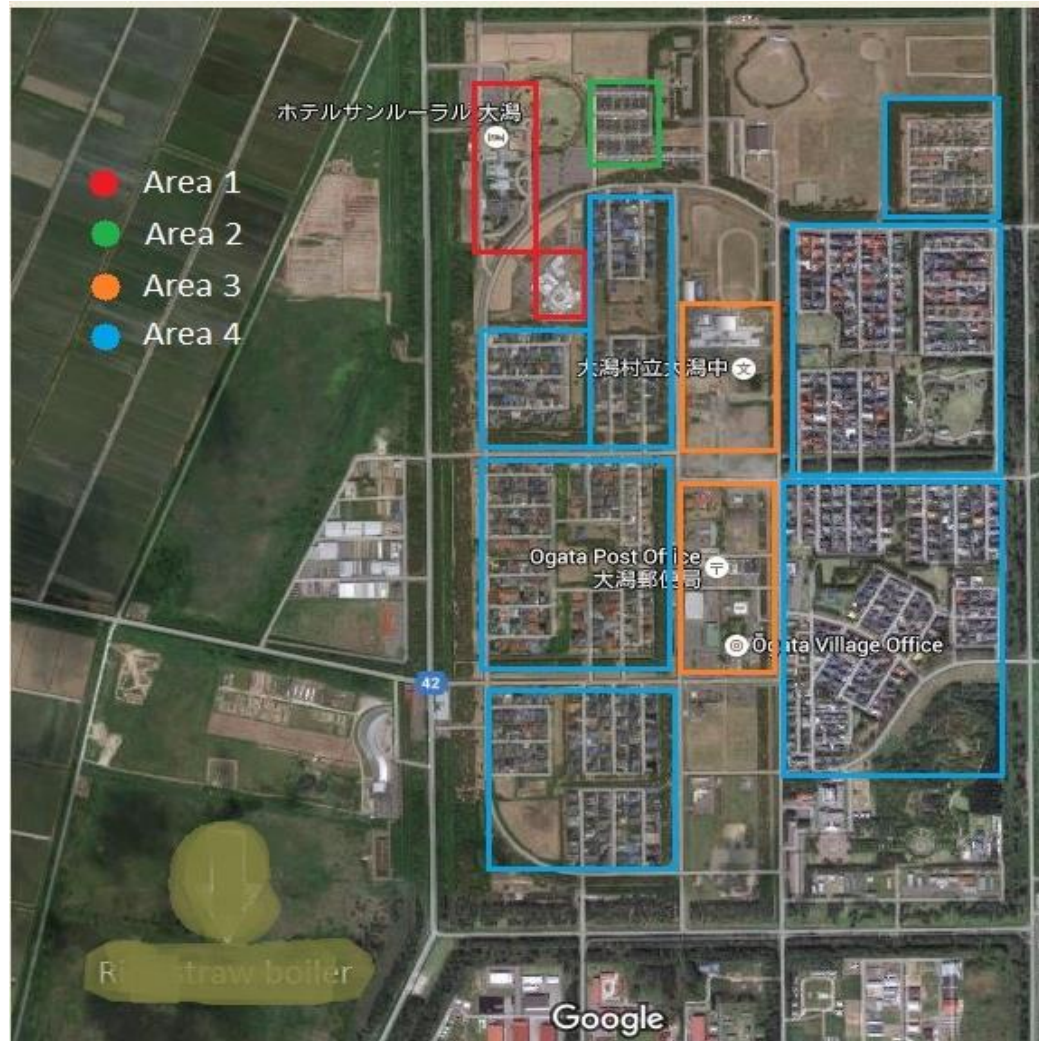 ホテルサンルーラル 大潟
Area 1
Area 2
Area 3
Area 4
大潟村立大潟中
文
Ogata Post Office
大潟郵便局
〒
Ōgata Village Office
42
straw boiler
Google